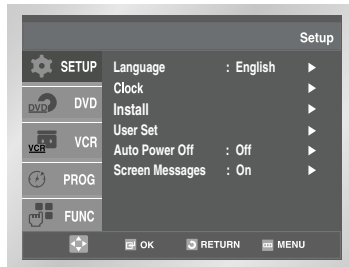 Setup
SETUP
DVD DVD
VCR VCR
PROG
FUNC
Language : English ►
Clock ►
Install ►
User Set ►
Auto Power Off : Off ►
Screen Messages : On ►
OK RETURN MENU